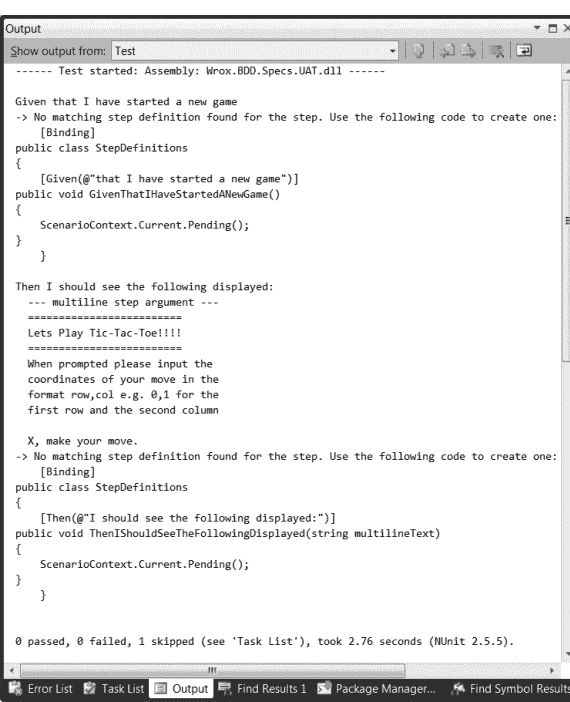 Output
Show output from: Test
------ Test started: Assembly: Wrox.BDD.Specs.UAT.dll ------
Given that I have started a new game
-> No matching step definition found for the step. Use the following code to create one:
[Binding]
public class StepDefinitions
{
[Given(@"that I have started a new game")]
public void GivenThatIHaveStartedANewGame()
{
ScenarioContext.Current.Pending();
}
}
Then I should see the following displayed:
--- multiline step argument ---
=========================
Lets Play Tic-Tac-Toe!!!!
=========================
When prompted please input the
coordinates of your move in the
format row,col e.g. 0,1 for the
first row and the second column
X, make your move.
-> No matching step definition found for the step. Use the following code to create one:
[Binding]
public class StepDefinitions
{
[Then(@"I should see the following displayed:")]
public void ThenIShouldSeeTheFollowingDisplayed(string multilineText)
{
ScenarioContext.Current.Pending();
}
}
0 passed, 0 failed, 1 skipped (see 'Task List'), took 2.76 seconds (NUnit 2.5.5).
Error List Task List Output Find Results 1 Package Manager... Find Symbol Results